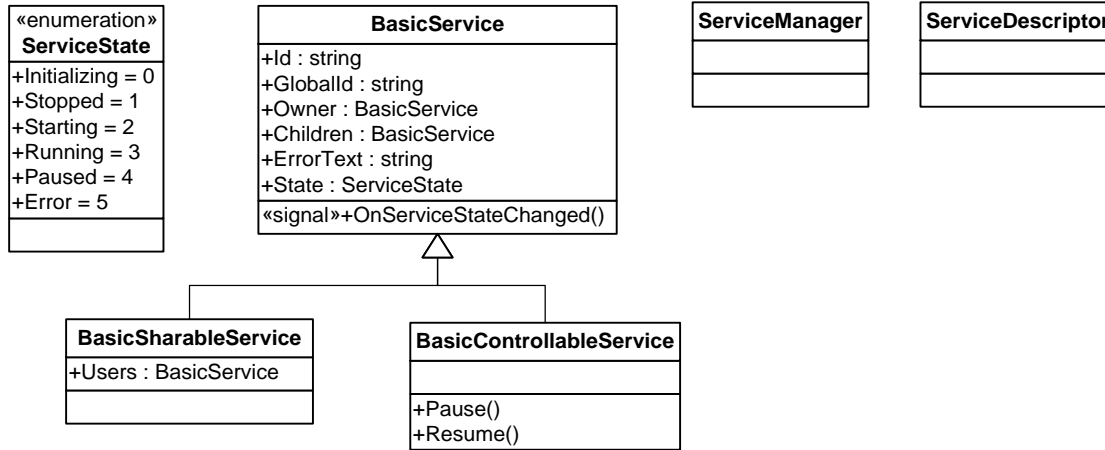 «enumeration»
ServiceState
+Initializing = 0
+Stopped = 1
+Starting = 2
+Running = 3
+Paused = 4
+Error = 5
BasicService
+Id : string
+GlobalId : string
+Owner : BasicService
+Children : BasicService
+ErrorText : string
+State : ServiceState
«signal»+OnServiceStateChanged()
ServiceManager
ServiceDescriptor
BasicSharableService
+Users : BasicService
BasicControllableService
+Pause()
+Resume()